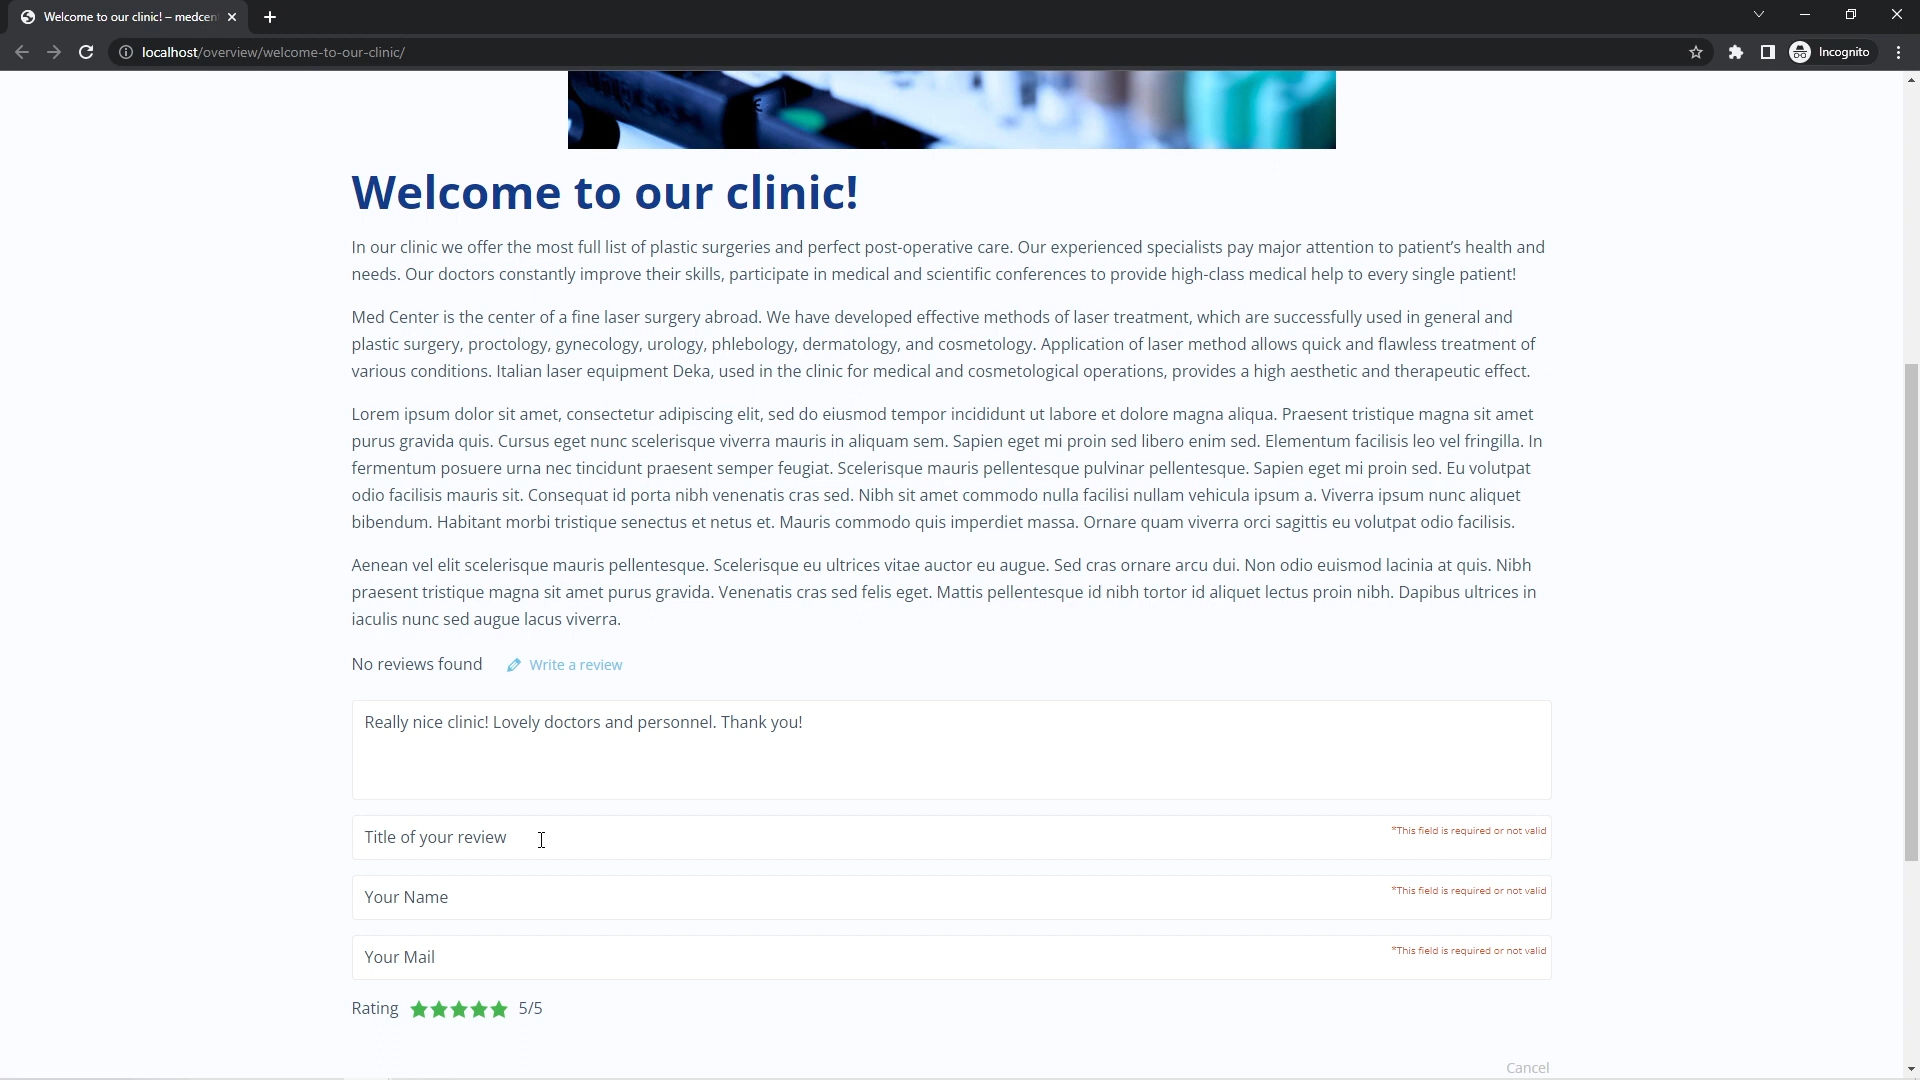 Welcome to our clinic! – medcen
localhost/overview/welcome-to-our-clinic/
Incognito
Welcome to our clinic!
In our clinic we offer the most full list of plastic surgeries and perfect post-operative care. Our experienced specialists pay major attention to patient’s health and
needs. Our doctors constantly improve their skills, participate in medical and scientific conferences to provide high-class medical help to every single patient!
Med Center is the center of a fine laser surgery abroad. We have developed effective methods of laser treatment, which are successfully used in general and
plastic surgery, proctology, gynecology, urology, phlebology, dermatology, and cosmetology. Application of laser method allows quick and flawless treatment of
various conditions. Italian laser equipment Deka, used in the clinic for medical and cosmetological operations, provides a high aesthetic and therapeutic effect.
Lorem ipsum dolor sit amet, consectetur adipiscing elit, sed do eiusmod tempor incididunt ut labore et dolore magna aliqua. Praesent tristique magna sit amet
purus gravida quis. Cursus eget nunc scelerisque viverra mauris in aliquam sem. Sapien eget mi proin sed libero enim sed. Elementum facilisis leo vel fringilla. In
fermentum posuere urna nec tincidunt praesent semper feugiat. Scelerisque mauris pellentesque pulvinar pellentesque. Sapien eget mi proin sed. Eu volutpat
odio facilisis mauris sit. Consequat id porta nibh venenatis cras sed. Nibh sit amet commodo nulla facilisi nullam vehicula ipsum a. Viverra ipsum nunc aliquet
bibendum. Habitant morbi tristique senectus et netus et. Mauris commodo quis imperdiet massa. Ornare quam viverra orci sagittis eu volutpat odio facilisis.
Aenean vel elit scelerisque mauris pellentesque. Scelerisque eu ultrices vitae auctor eu augue. Sed cras ornare arcu dui. Non odio euismod lacinia at quis. Nibh
praesent tristique magna sit amet purus gravida. Venenatis cras sed felis eget. Mattis pellentesque id nibh tortor id aliquet lectus proin nibh. Dapibus ultrices in
iaculis nunc sed augue lacus viverra.
No reviews found Write a review
Really nice clinic! Lovely doctors and personnel. Thank you!
Title of your review *This field is required or not valid
Your Name *This field is required or not valid
Your Mail *This field is required or not valid
Rating 5/5
Cancel